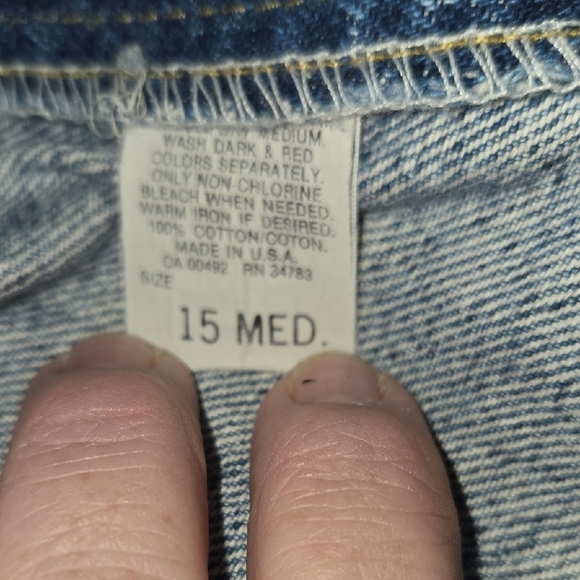 MEDIUM.
WASH DARK & RED
COLORS SEPARATELY.
ONLY NON-CHLORINE
BLEACH WHEN NEEDED.
WARM IRON IF DESIRED.
100% COTTON/COTON.
MADE IN U.S.A.
CA 00492 RN 34783
SIZE
15 MED.